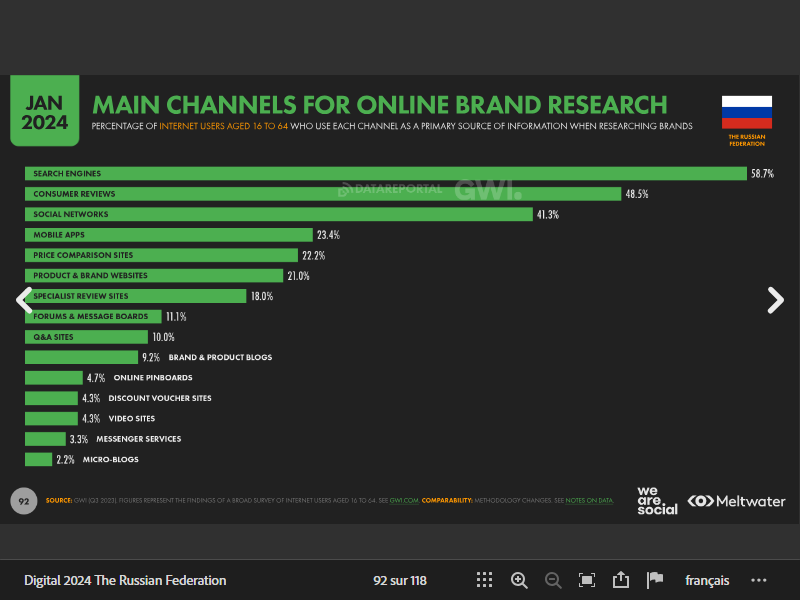 JAN
2024
MAIN CHANNELS FOR ONLINE BRAND RESEARCH
PERCENTAGE OF INTERNET USERS AGED 16 TO 64 WHO USE EACH CHANNEL AS A PRIMARY SOURCE OF INFORMATION WHEN RESEARCHING BRANDS
THE RUSSIAN
FEDERATION
SEARCH ENGINES 58.7%
DATAREPORTAL GWI.
CONSUMER REVIEWS 48.5%
SOCIAL NETWORKS 41.3%
MOBILE APPS 23.4%
PRICE COMPARISON SITES 22.2%
PRODUCT & BRAND WEBSITES 21.0%
SPECIALIST REVIEW SITES 18.0%
FORUMS & MESSAGE BOARDS 11.1%
Q&A SITES 10.0%
9.2% BRAND & PRODUCT BLOGS
4.7% ONLINE PINBOARDS
4.3% DISCOUNT VOUCHER SITES
4.3% VIDEO SITES
3.3% MESSENGER SERVICES
2.2% MICRO-BLOGS
92 SOURCE: GWI (Q3 2023). FIGURES REPRESENT THE FINDINGS OF A BROAD SURVEY OF INTERNET USERS AGED 16 TO 64. SEE GWI.COM. COMPARABILITY: METHODOLOGY CHANGES. SEE NOTES ON DATA.
we
are
social
Meltwater
Digital 2024 The Russian Federation 92 sur 118 français